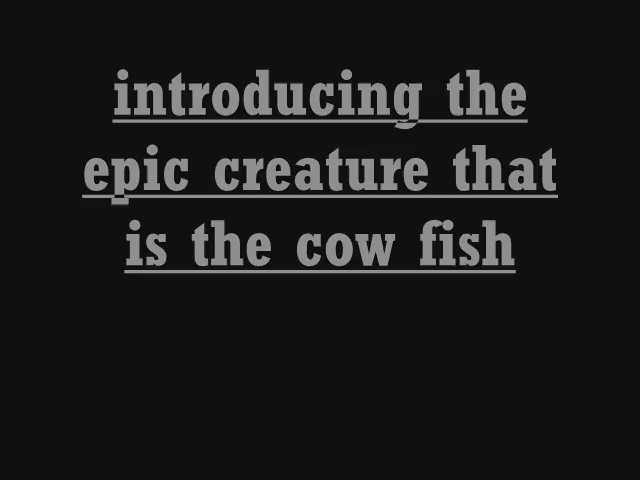 introducing the
epic creature that
is the cow fish